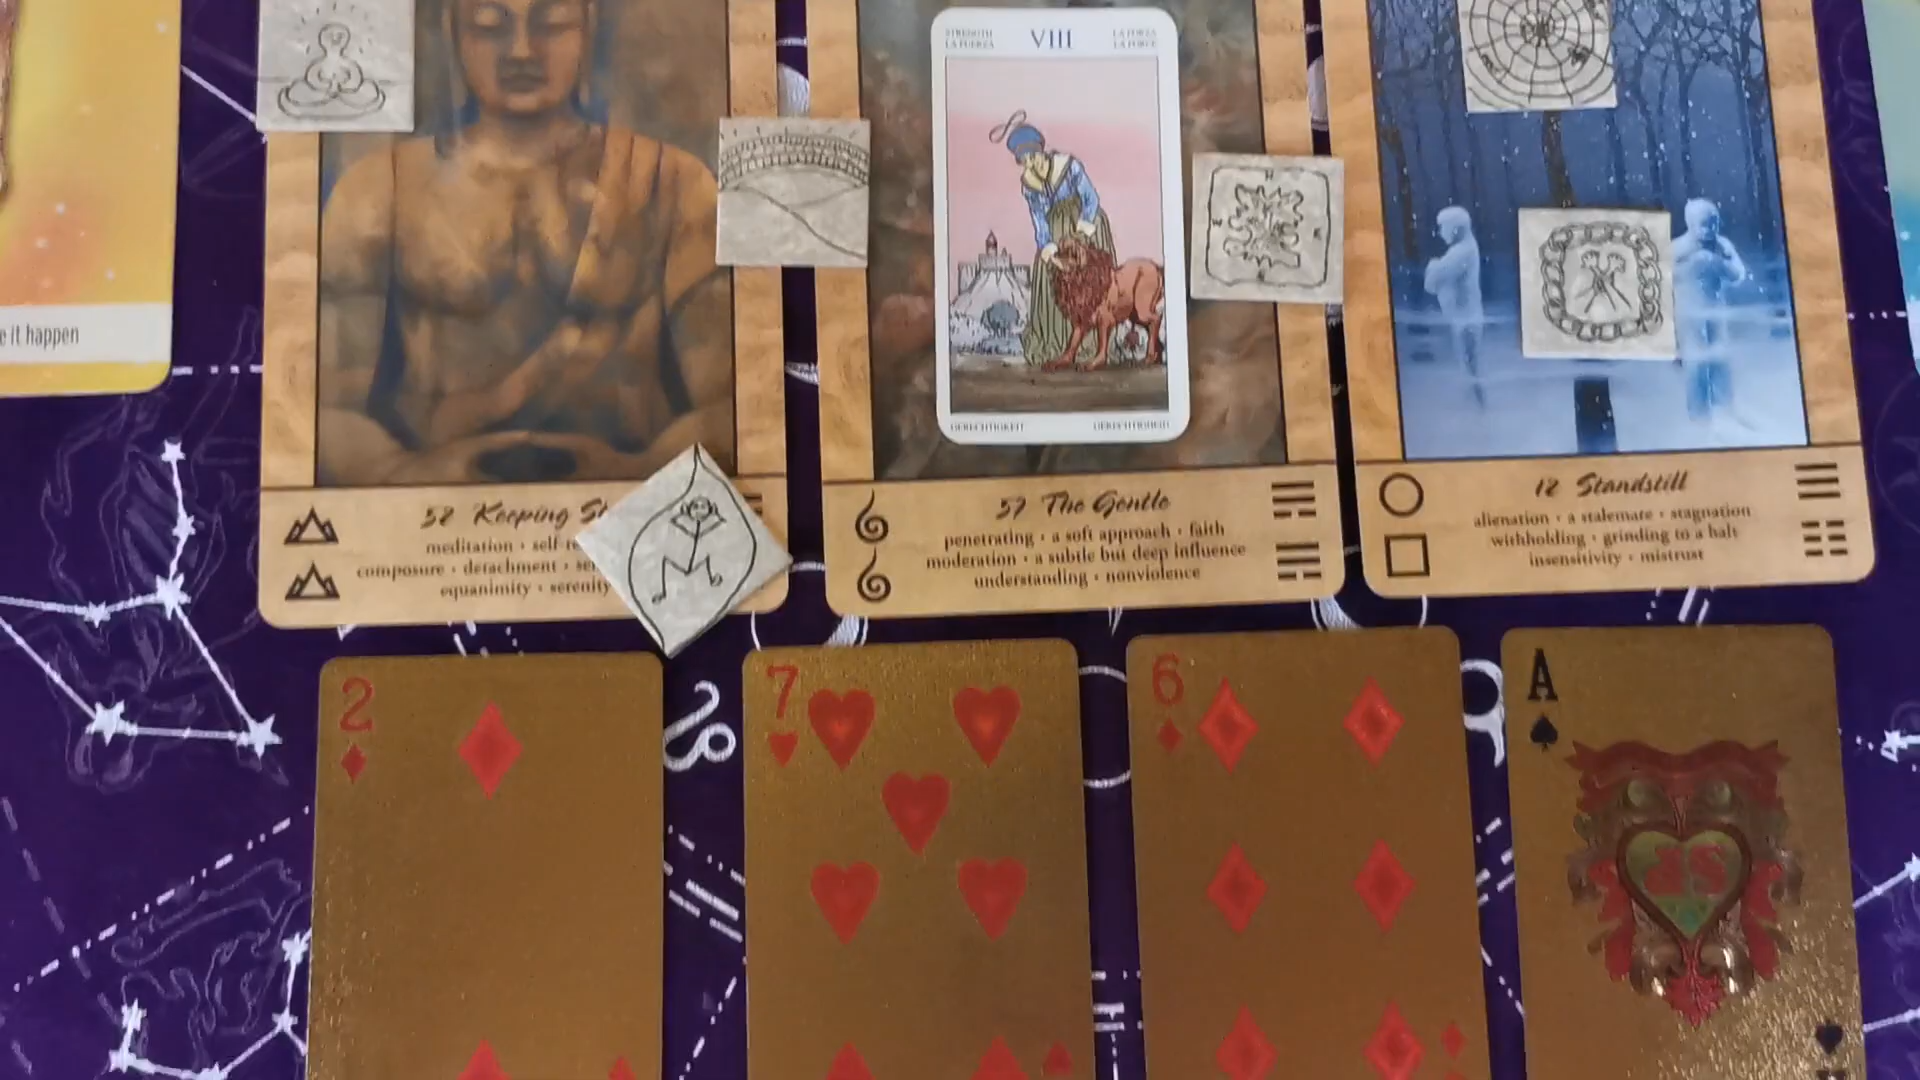 STRENGTH
LA FUERZA
VIII
LA FORZA
LA FORCE
GERECHTIGKEIT
GERECHTIGHEID
e it happen
52 Keeping St
meditation · self-re
composure · detachment · se
equanimity · serenity
57 The Gentle
penetrating · a soft approach · faith
moderation · a subtle but deep influence
understanding · nonviolence
12 Standstill
alienation · a stalemate · stagnation
withholding · grinding to a halt
insensitivity · mistrust
2
7
6
A